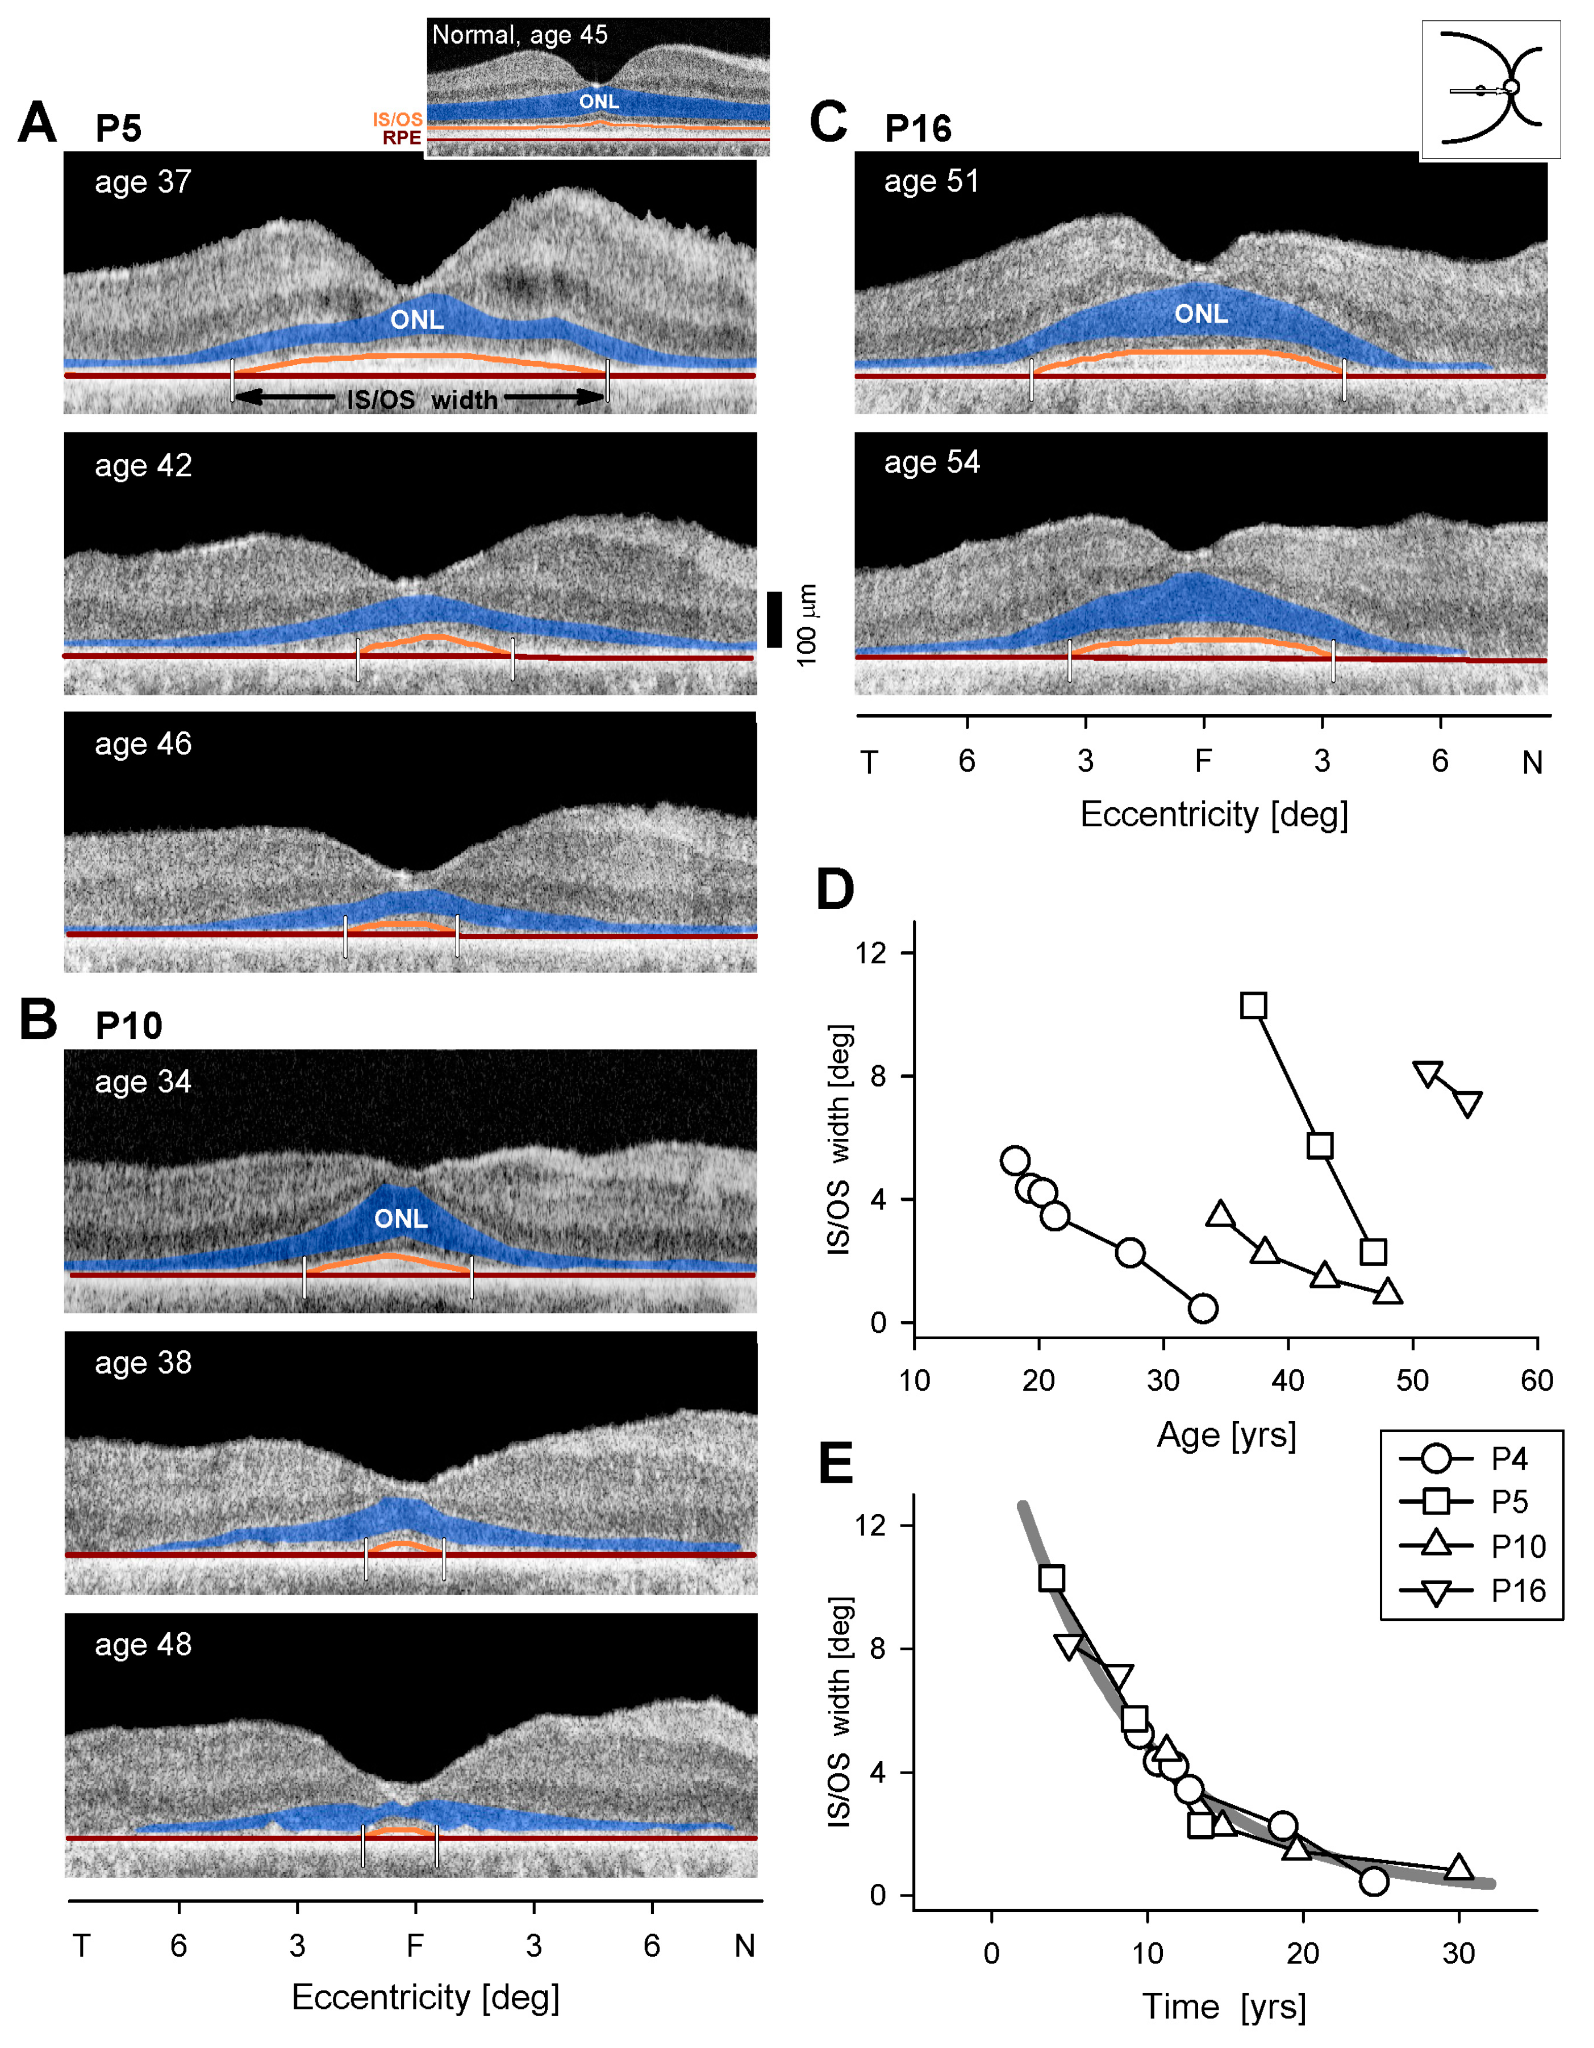 Normal, age 45
ONL
IS/OS
RPE
A P5
age 37
ONL
IS/OS width
age 42
100 µm
age 46
B P10
age 34
ONL
age 38
age 48
T 6 3 F 3 6 N
Eccentricity [deg]
C P16
age 51
ONL
age 54
T 6 3 F 3 6 N
Eccentricity [deg]
D
12
8
4
0
IS/OS width [deg]
10 20 30 40 50 60
Age [yrs]
P4
P5
P10
P16
E
12
8
4
0
IS/OS width [deg]
0 10 20 30
Time [yrs]